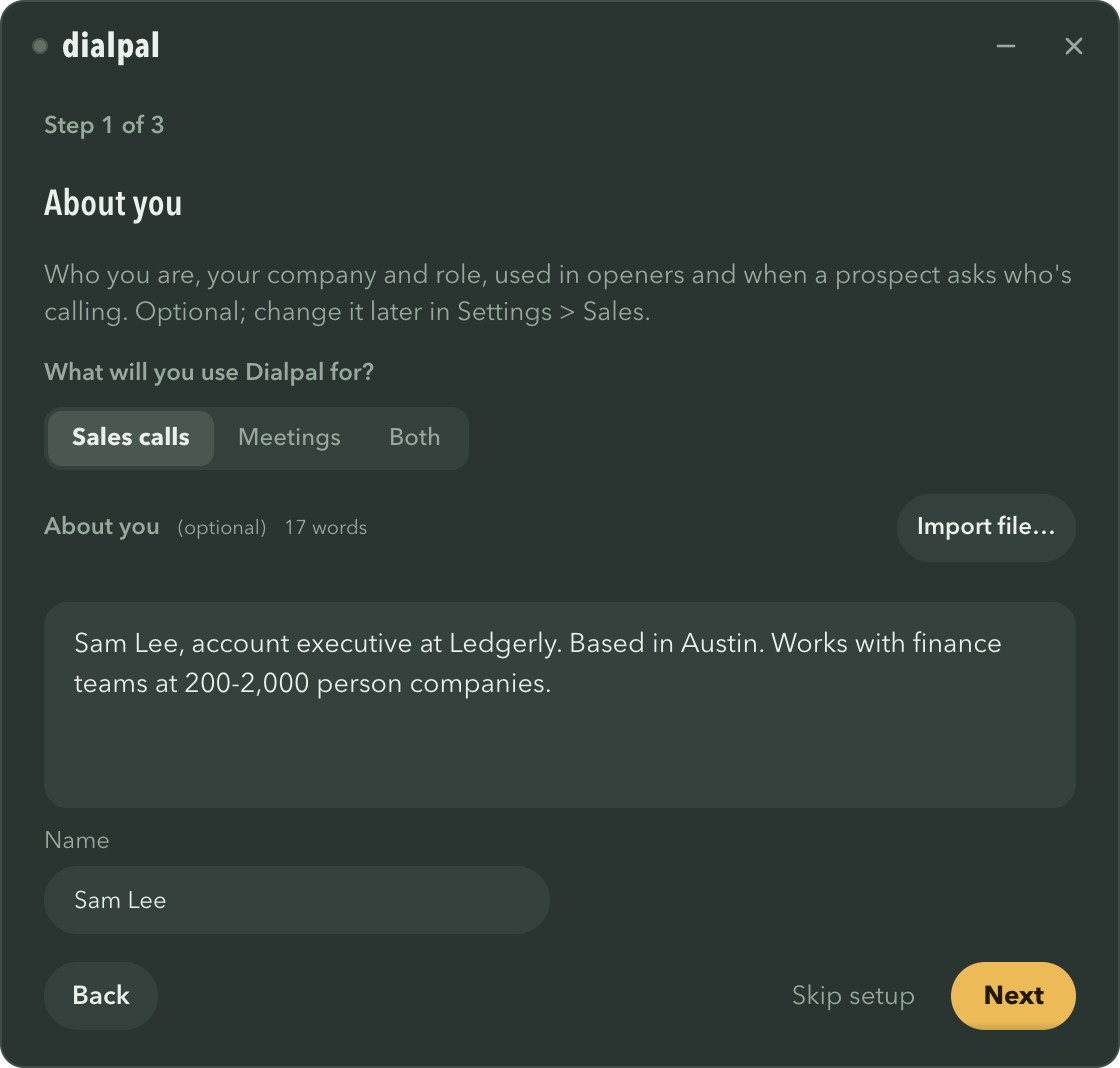 dialpal
Step 1 of 3
About you
Who you are, your company and role, used in openers and when a prospect asks who's
calling. Optional; change it later in Settings > Sales.
What will you use Dialpal for?
Sales calls Meetings Both
About you (optional) 17 words Import file...
Sam Lee, account executive at Ledgerly. Based in Austin. Works with finance
teams at 200-2,000 person companies.
Name
Sam Lee
Back Skip setup Next